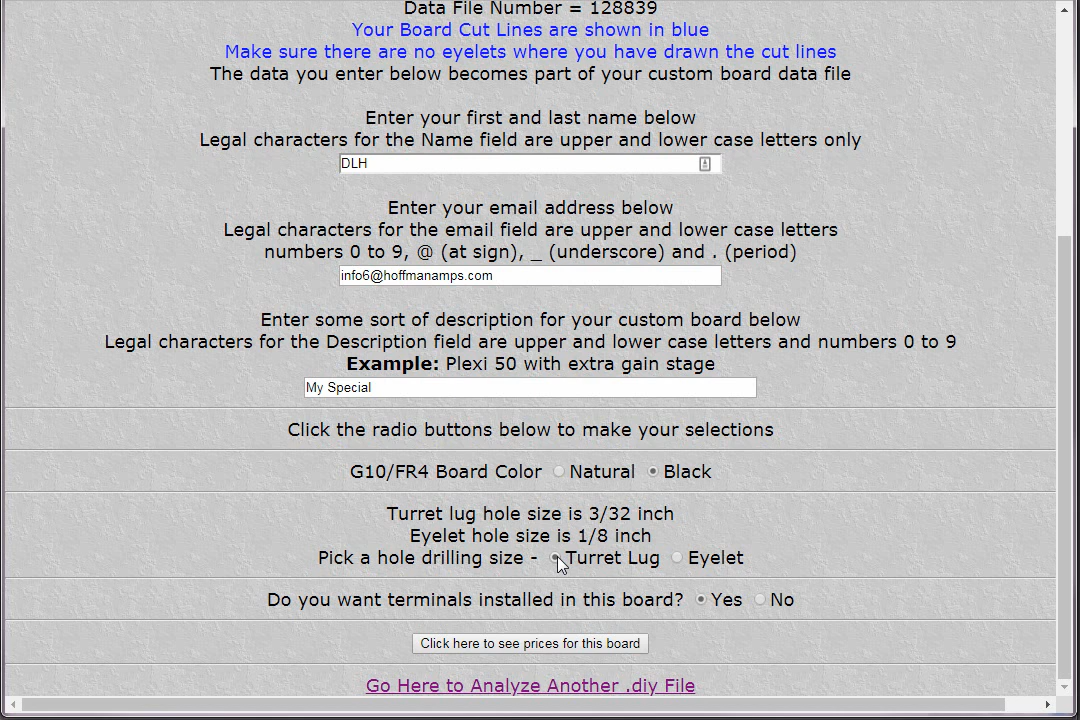 Data File Number = 128839
Your Board Cut Lines are shown in blue
Make sure there are no eyelets where you have drawn the cut lines
The data you enter below becomes part of your custom board data file
Enter your first and last name below
Legal characters for the Name field are upper and lower case letters only
DLH
Enter your email address below
Legal characters for the email field are upper and lower case letters
numbers 0 to 9, @ (at sign), _ (underscore) and . (period)
info6@hoffmanamps.com
Enter some sort of description for your custom board below
Legal characters for the Description field are upper and lower case letters and numbers 0 to 9
Example: Plexi 50 with extra gain stage
My Special
Click the radio buttons below to make your selections
G10/FR4 Board Color Natural Black
Turret lug hole size is 3/32 inch
Eyelet hole size is 1/8 inch
Pick a hole drilling size - Turret Lug Eyelet
Do you want terminals installed in this board? Yes No
Click here to see prices for this board
Go Here to Analyze Another .diy File